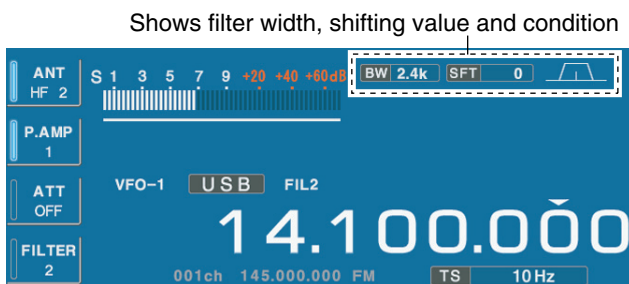 Shows filter width, shifting value and condition
ANT
HF 2
S 1 3 5 7 9 +20 +40 +60dB
BW 2.4k SFT 0
P.AMP
1
ATT
OFF
VFO-1 USB FIL2
14.100.000
FILTER
2
001ch 145.000.000 FM
TS 10Hz